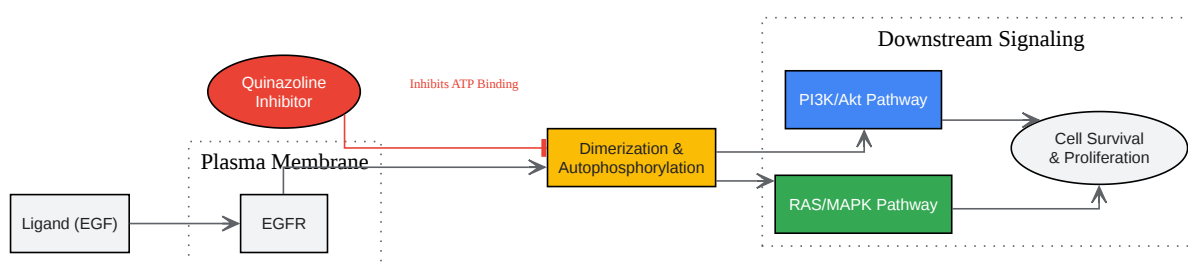 Downstream Signaling
Quinazoline
Inhibitor
Inhibits ATP Binding
PI3K/Akt Pathway
Plasma Membrane
Dimerization &
Autophosphorylation
Cell Survival
& Proliferation
Ligand (EGF)
EGFR
RAS/MAPK Pathway